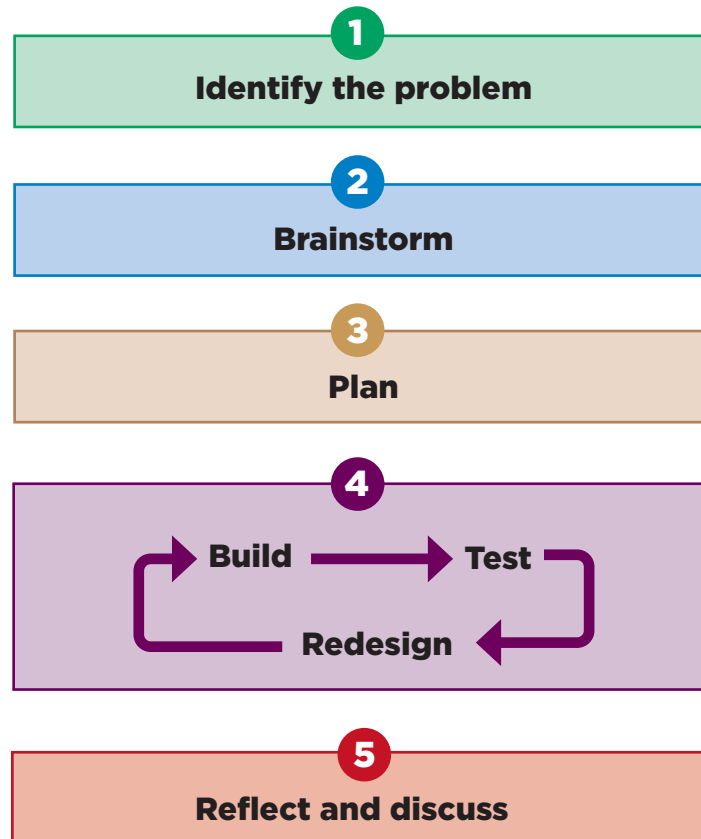 1
Identify the problem
2
Brainstorm
3
Plan
4
Build Test
Redesign
5
Reflect and discuss